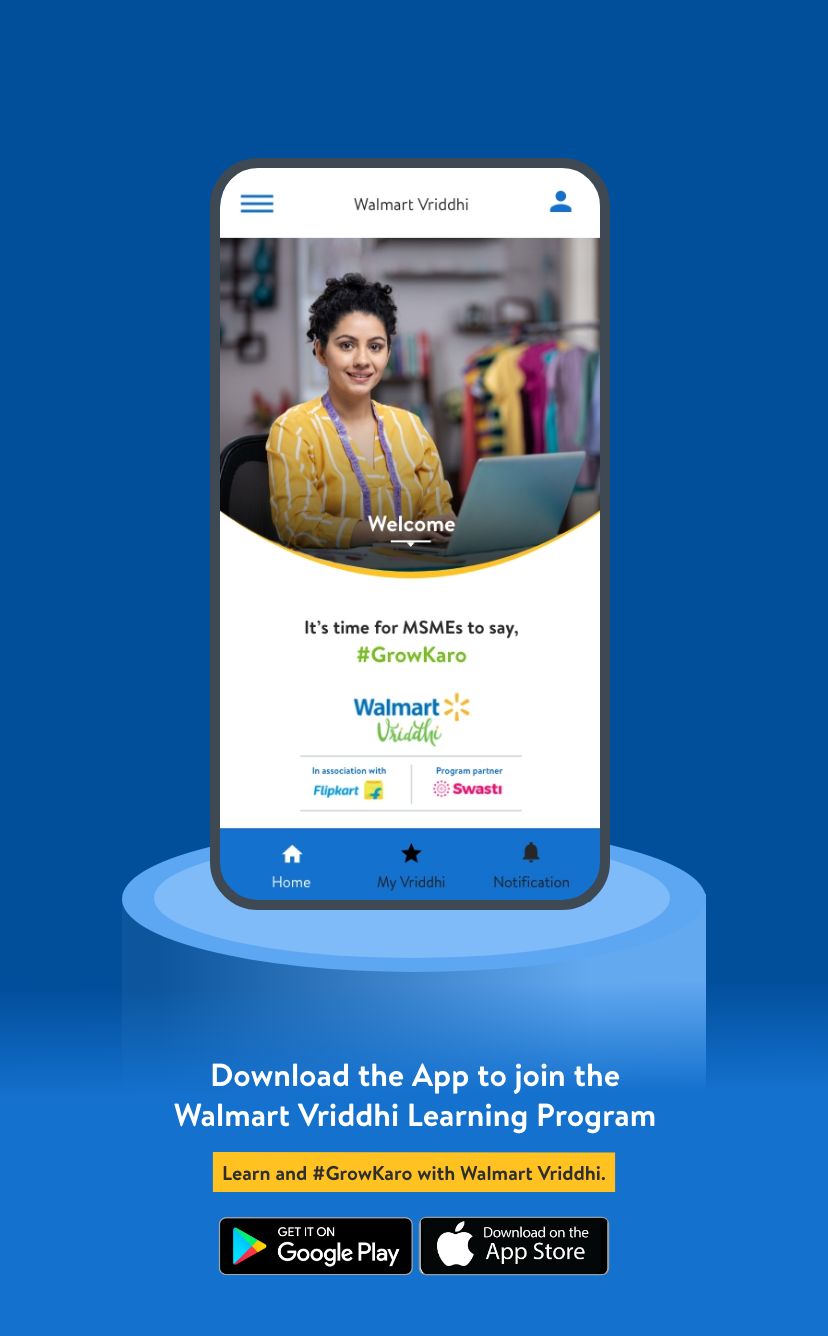 Walmart Vriddhi
Welcome
It's time for MSMEs to say,
#GrowKaro
Walmart
Vriddhi
In association with
Flipkart
Program partner
Swasti
Home
My Vriddhi
Notification
Download the App to join the
Walmart Vriddhi Learning Program
Learn and #GrowKaro with Walmart Vriddhi.
GET IT ON
Google Play
Download on the
App Store